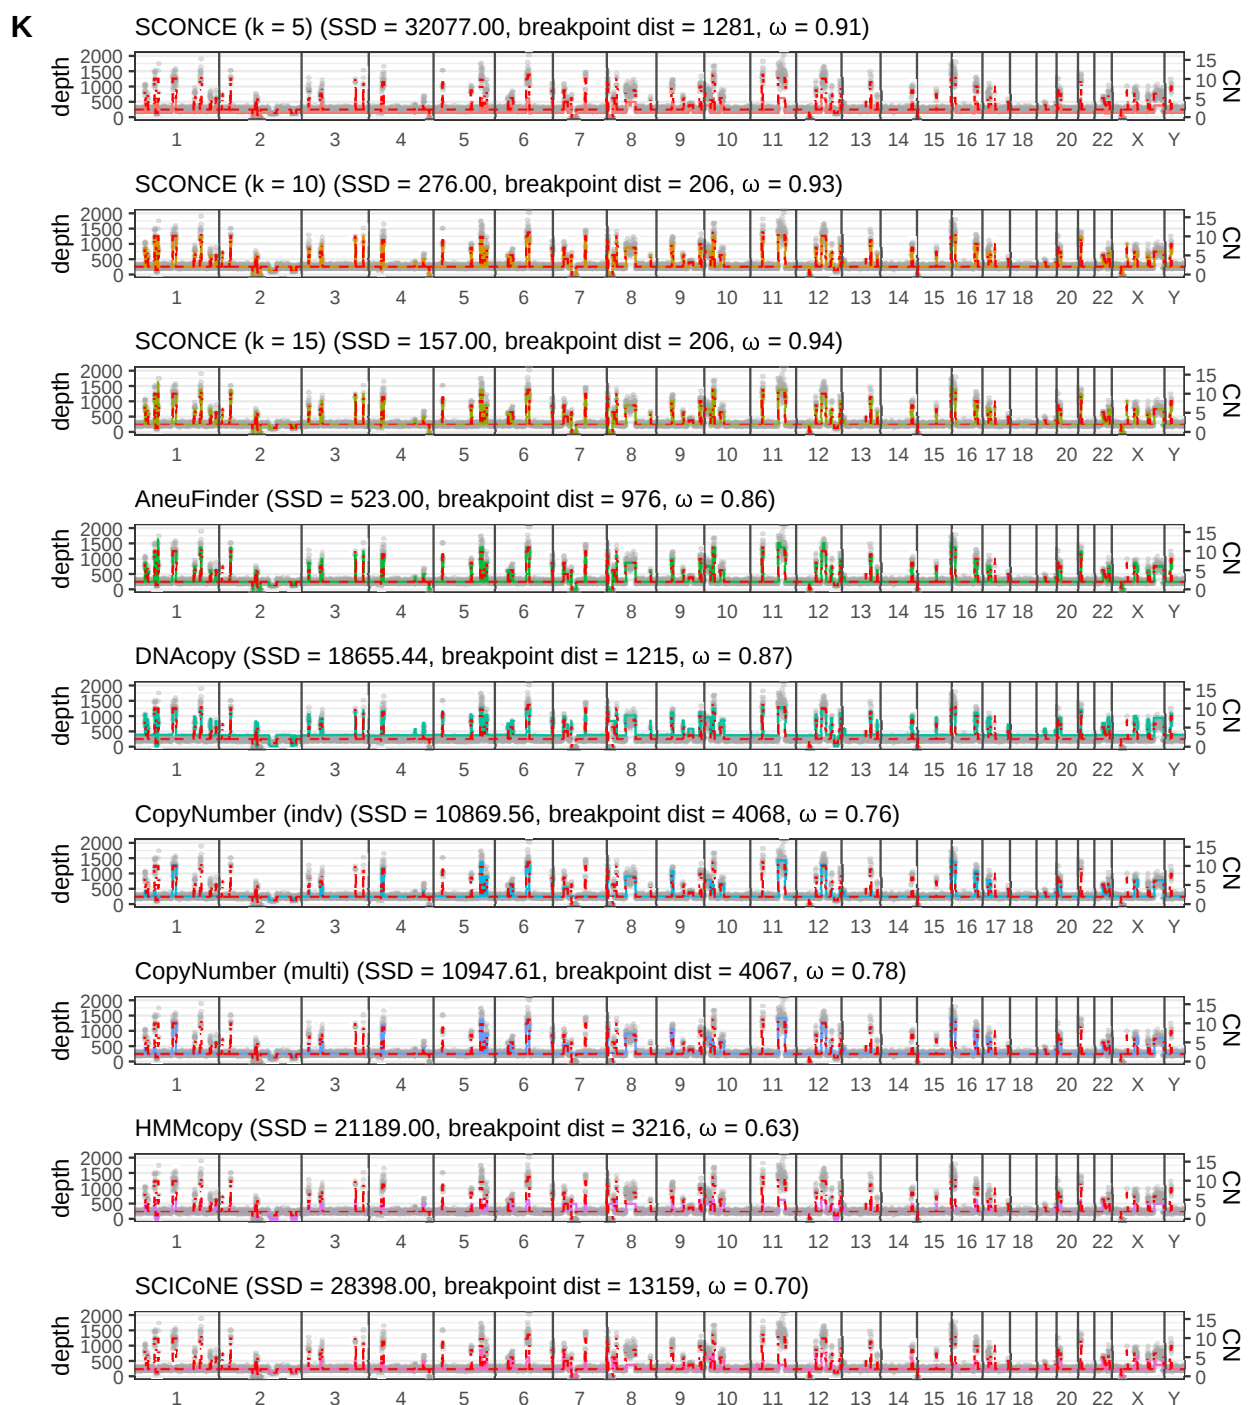 K
SCONCE (k = 5) (SSD = 32077.00, breakpoint dist = 1281, ω = 0.91)
2000 1500 1000 500 0
depth
15 10 5 0
CN
1 2 3 4 5 6 7 8 9 10 11 12 13 14 15 16 17 18 20 22 X Y
SCONCE (k = 10) (SSD = 276.00, breakpoint dist = 206, ω = 0.93)
2000 1500 1000 500 0
depth
15 10 5 0
CN
1 2 3 4 5 6 7 8 9 10 11 12 13 14 15 16 17 18 20 22 X Y
SCONCE (k = 15) (SSD = 157.00, breakpoint dist = 206, ω = 0.94)
2000 1500 1000 500 0
depth
15 10 5 0
CN
1 2 3 4 5 6 7 8 9 10 11 12 13 14 15 16 17 18 20 22 X Y
AneuFinder (SSD = 523.00, breakpoint dist = 976, ω = 0.86)
2000 1500 1000 500 0
depth
15 10 5 0
CN
1 2 3 4 5 6 7 8 9 10 11 12 13 14 15 16 17 18 20 22 X Y
DNAcopy (SSD = 18655.44, breakpoint dist = 1215, ω = 0.87)
2000 1500 1000 500 0
depth
15 10 5 0
CN
1 2 3 4 5 6 7 8 9 10 11 12 13 14 15 16 17 18 20 22 X Y
CopyNumber (indv) (SSD = 10869.56, breakpoint dist = 4068, ω = 0.76)
2000 1500 1000 500 0
depth
15 10 5 0
CN
1 2 3 4 5 6 7 8 9 10 11 12 13 14 15 16 17 18 20 22 X Y
CopyNumber (multi) (SSD = 10947.61, breakpoint dist = 4067, ω = 0.78)
2000 1500 1000 500 0
depth
15 10 5 0
CN
1 2 3 4 5 6 7 8 9 10 11 12 13 14 15 16 17 18 20 22 X Y
HMMcopy (SSD = 21189.00, breakpoint dist = 3216, ω = 0.63)
2000 1500 1000 500 0
depth
15 10 5 0
CN
1 2 3 4 5 6 7 8 9 10 11 12 13 14 15 16 17 18 20 22 X Y
SCICoNE (SSD = 28398.00, breakpoint dist = 13159, ω = 0.70)
2000 1500 1000 500 0
depth
15 10 5 0
CN
1 2 3 4 5 6 7 8 9 10 11 12 13 14 15 16 17 18 20 22 X Y